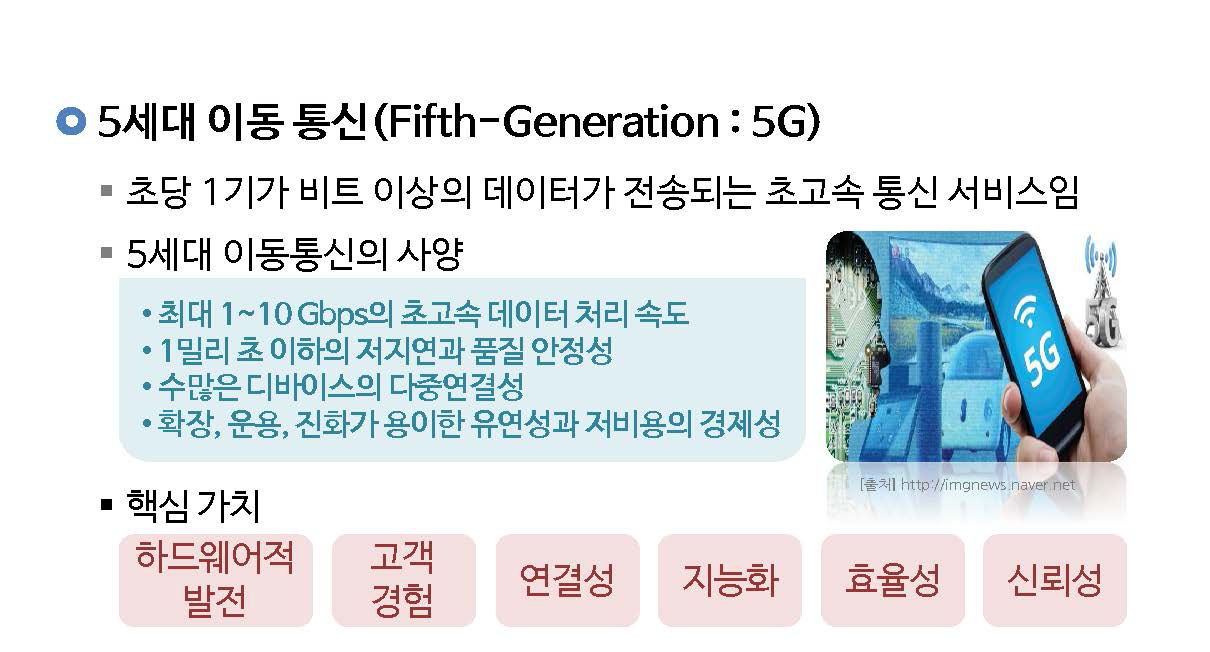 5세대 이동 통신(Fifth-Generation : 5G)
초당 1기가 비트 이상의 데이터가 전송되는 초고속 통신 서비스임
5세대 이동통신의 사양
• 최대 1~10 Gbps의 초고속 데이터 처리 속도
• 1밀리 초 이하의 저지연과 품질 안정성
• 수많은 디바이스의 다중연결성
• 확장, 운용, 진화가 용이한 유연성과 저비용의 경제성
5G
5G
[출처] http://imgnews.naver.net
핵심 가치
하드웨어적
발전
고객
경험
연결성
지능화
효율성
신뢰성